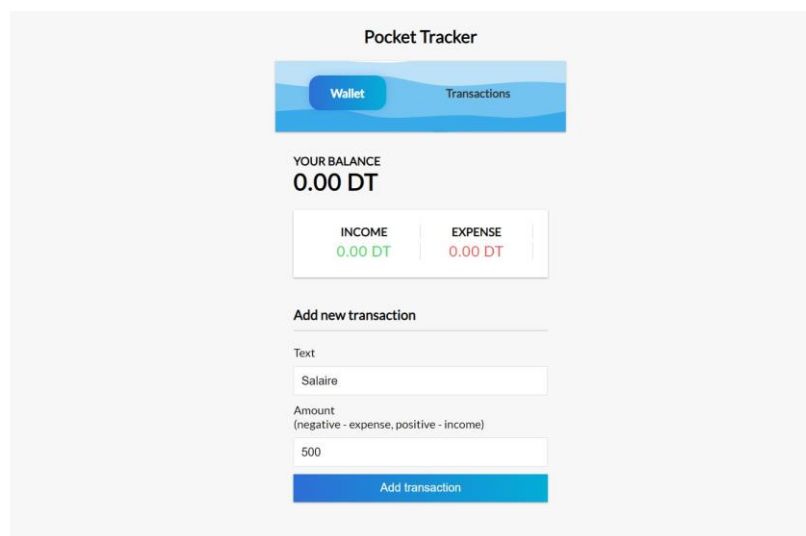 Pocket Tracker
Wallet Transactions
YOUR BALANCE
0.00 DT
INCOME EXPENSE
0.00 DT 0.00 DT
Add new transaction
Text
Salaire
Amount
(negative - expense, positive - income)
500
Add transaction